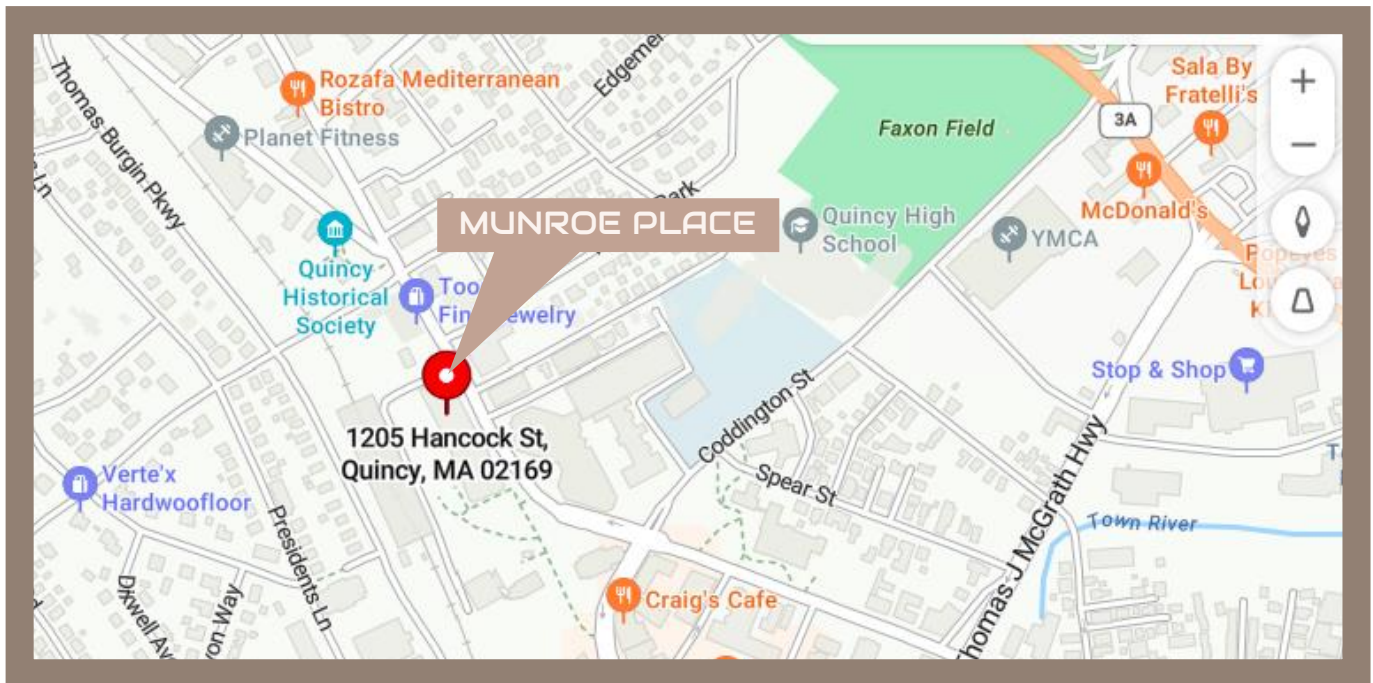 Thomas Burgin Pkwy
Rozafa Mediterranean
Bistro
Planet Fitness
Faxon Field
3A
Sala By
Fratelli's
McDonald's
MUNROE PLACE
Quincy High
School
YMCA
Quincy
Historical
Society
Popeyes
Stop & Shop
1205 Hancock St,
Quincy, MA 02169
Coddington St
Spear St
Verte'x
Hardwoofloor
Presidents Ln
Thomas J McGrath Hwy
Town River
Craig's Cafe